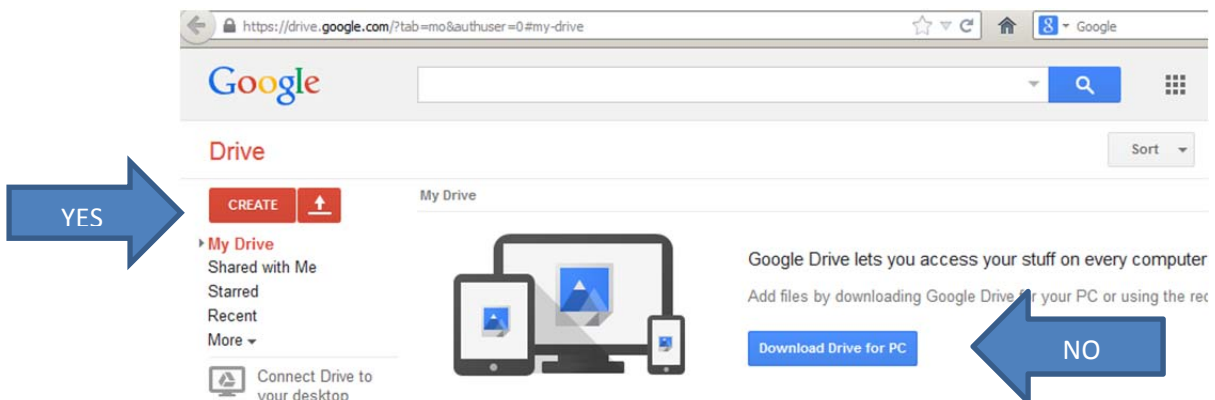 https://drive.google.com/?tab=mo&authuser=0#my-drive
Google
Google
Drive
Sort
YES
CREATE
My Drive
My Drive
Shared with Me
Starred
Recent
More
Connect Drive to
your desktop
Google Drive lets you access your stuff on every computer
Add files by downloading Google Drive for your PC or using the
Download Drive for PC
NO